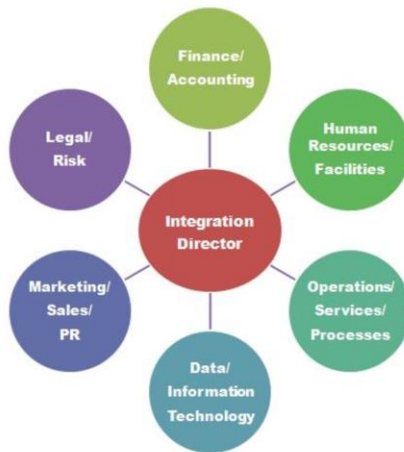 Finance/
Accounting
Legal/
Risk
Human
Resources/
Facilities
Integration
Director
Marketing/
Sales/
PR
Operations/
Services/
Processes
Data/
Information
Technology